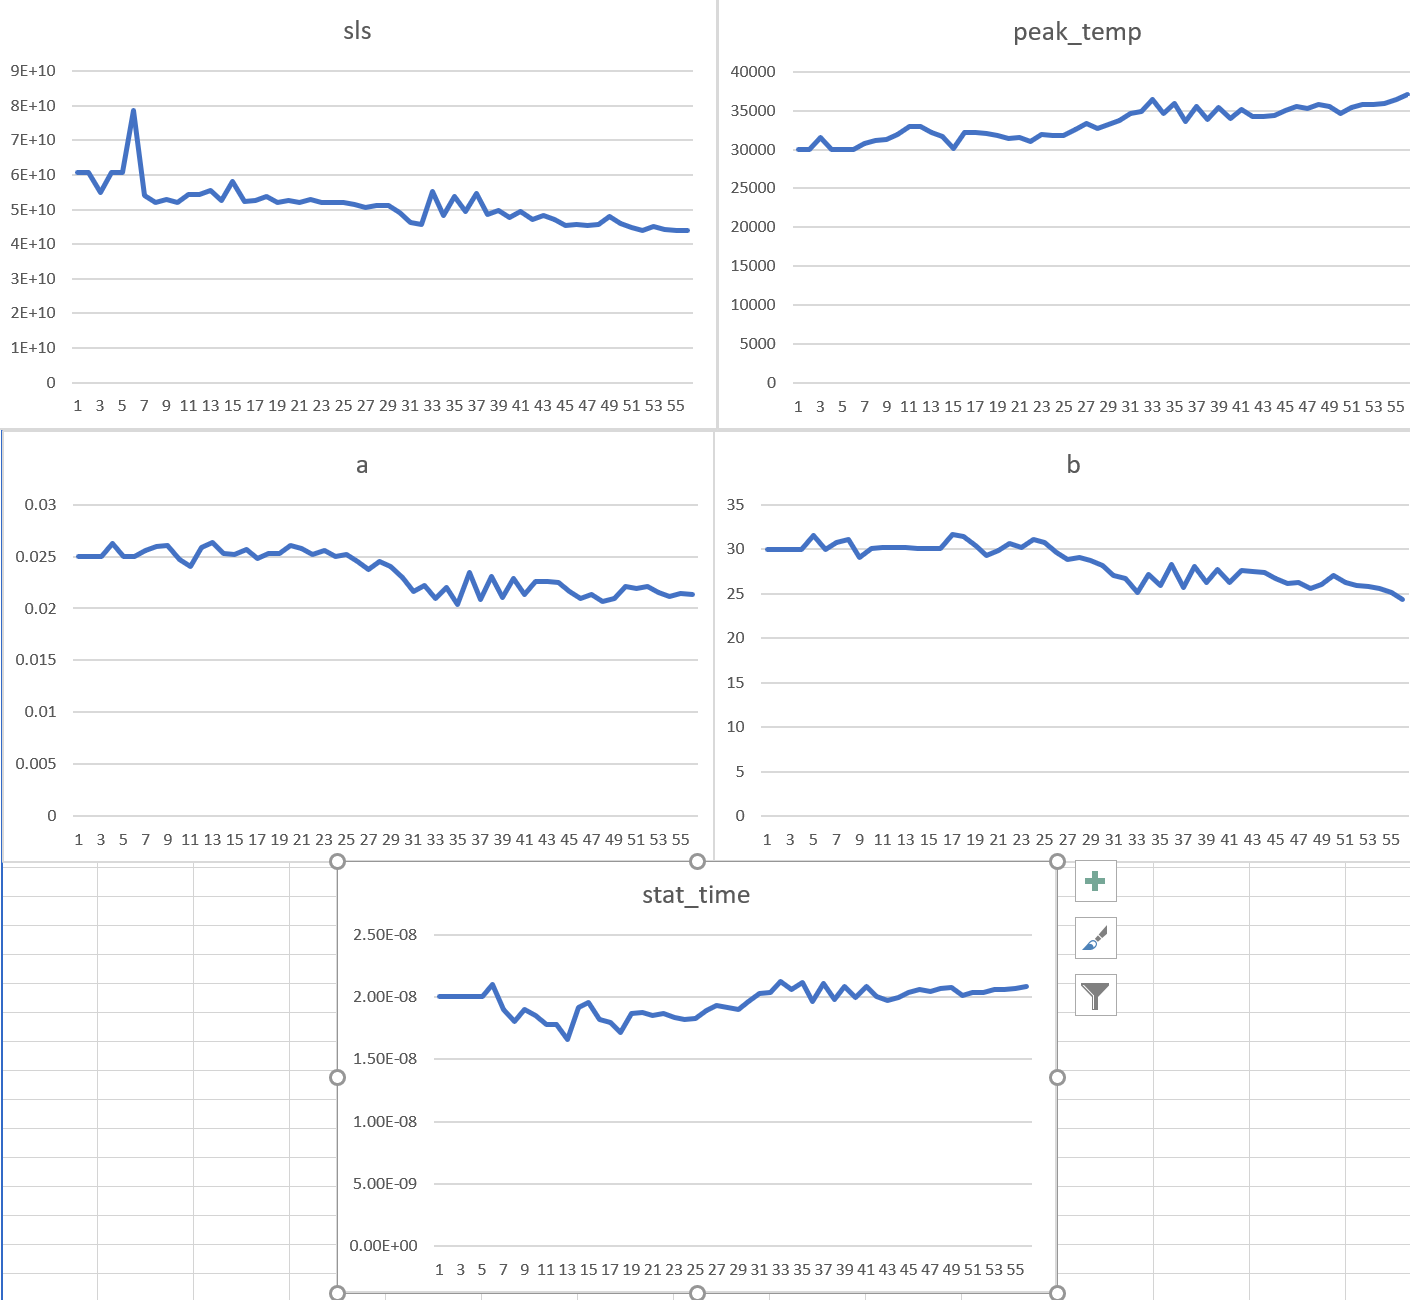 sls
9E+10
8E+10
7E+10
6E+10
5E+10
4E+10
3E+10
2E+10
1E+10
0
1 3 5 7 9 11 13 15 17 19 21 23 25 27 29 31 33 35 37 39 41 43 45 47 49 51 53 55
peak_temp
40000
35000
30000
25000
20000
15000
10000
5000
0
1 3 5 7 9 11 13 15 17 19 21 23 25 27 29 31 33 35 37 39 41 43 45 47 49 51 53 55
a
0.03
0.025
0.02
0.015
0.01
0.005
0
1 3 5 7 9 11 13 15 17 19 21 23 25 27 29 31 33 35 37 39 41 43 45 47 49 51 53 55
b
35
30
25
20
15
10
5
0
1 3 5 7 9 11 13 15 17 19 21 23 25 27 29 31 33 35 37 39 41 43 45 47 49 51 53 55
stat_time
2.50E-08
2.00E-08
1.50E-08
1.00E-08
5.00E-09
0.00E+00
1 3 5 7 9 11 13 15 17 19 21 23 25 27 29 31 33 35 37 39 41 43 45 47 49 51 53 55